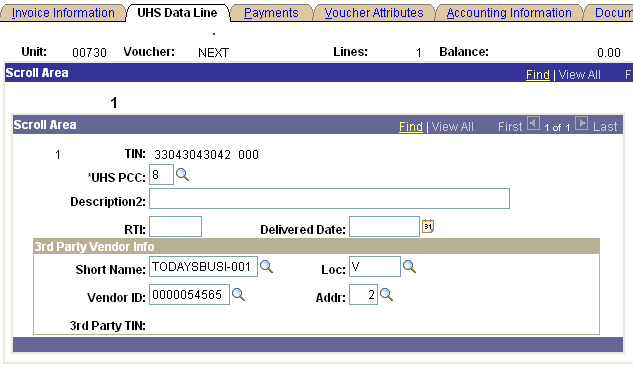 Invoice Information UHS Data Line Payments Voucher Attributes Accounting Information Docum
Unit: 00730 Voucher: NEXT Lines: 1 Balance: 0.00
Scroll Area Find | View All F
1
Scroll Area Find | View All First 1 of 1 Last
1 TIN: 33043043042 000
*UHS PCC: 8
Description2:
RTI: Delivered Date: 31
3rd Party Vendor Info
Short Name: TODAYSBUSI-001 Loc: V
Vendor ID: 0000054565 Addr: 2
3rd Party TIN: